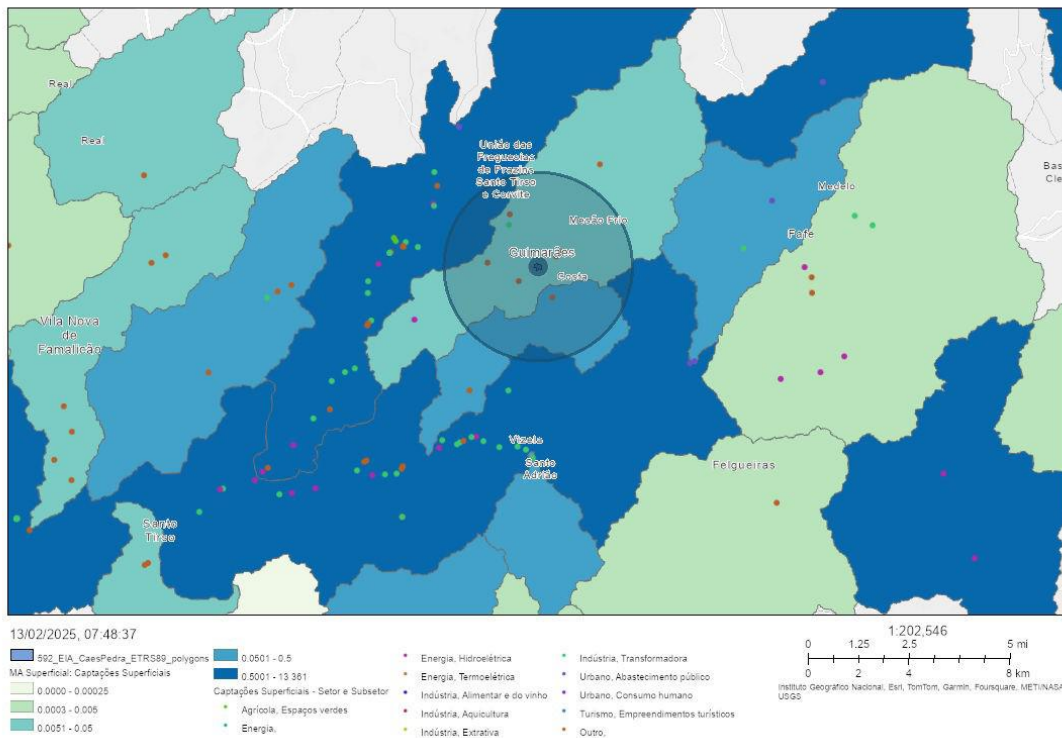 Real
Real
União das
Freguesias
de Prazins
Santo Tirso
e Corvite
Mesão Frio
Guimarães
Costa
Medelo
Fafe
Bas
Cle
Vila Nova
de
Famalicão
Vizela
Santo
Adrião
Felgueiras
Santo
Tirso
13/02/2025, 07:48:37
592_EIA_CaesPedra_ETRS89_polygons
MA Superficial: Captações Superficiais
0.0000 - 0.00025
0.0003 - 0.005
0.0051 - 0.05
0.0501 - 0.5
0.5001 - 13 361
Captações Superficiais - Setor e Subsetor
Agrícola, Espaços verdes
Energia,
Energia, Hidroelétrica
Energia, Termoelétrica
Indústria, Alimentar e do vinho
Indústria, Aquicultura
Indústria, Extrativa
Indústria, Transformadora
Urbano, Abastecimento público
Urbano, Consumo humano
Turismo, Empreendimentos turísticos
Outro,
1:202,546
0 1.25 2.5 5 mi
0 2 4 8 km
Instituto Geográfico Nacional, Esri, TomTom, Garmin, Foursquare, METI/NASA,
USGS